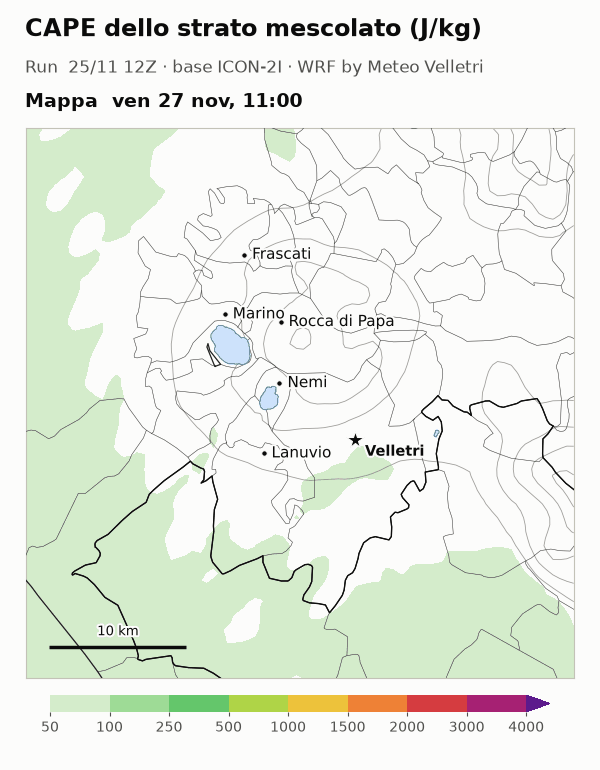 CAPE dello strato mescolato (J/kg)
Run  25/11 12Z · base ICON-2I · WRF by Meteo Velletri
Mappa  ven 27 nov, 11:00
Frascati
Marino
Rocca di Papa
Nemi
Velletri
Lanuvio
10 km
50 100 250 500 1000 1500 2000 3000 4000